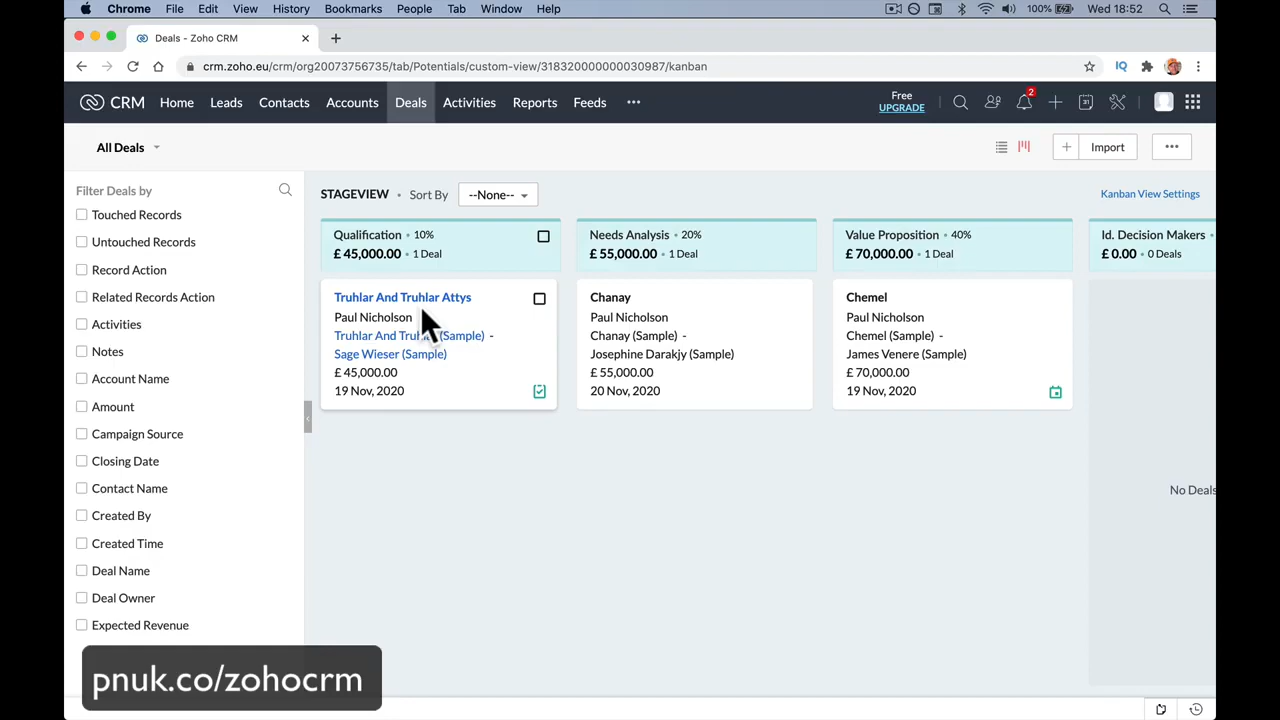 Chrome File Edit View History Bookmarks People Tab Window Help 100% Wed 18:52
Deals - Zoho CRM
crm.zoho.eu/crm/org20073756735/tab/Potentials/custom-view/318320000000030987/kanban IQ
CRM Home Leads Contacts Accounts Deals Activities Reports Feeds Free 2 31
UPGRADE
All Deals Import
Filter Deals by
Touched Records
Untouched Records
Record Action
Related Records Action
Activities
Notes
Account Name
Amount
Campaign Source
Closing Date
Contact Name
Created By
Created Time
Deal Name
Deal Owner
Expected Revenue
STAGEVIEW • Sort By --None-- Kanban View Settings
Qualification • 10%
£ 45,000.00 • 1 Deal
Truhlar And Truhlar Attys
Paul Nicholson
Truhlar And (Sample) -
Sage Wieser (Sample)
£ 45,000.00
19 Nov, 2020
Needs Analysis • 20%
£ 55,000.00 • 1 Deal
Chanay
Paul Nicholson
Chanay (Sample) -
Josephine Darakjy (Sample)
£ 55,000.00
20 Nov, 2020
Value Proposition • 40%
£ 70,000.00 • 1 Deal
Chemel
Paul Nicholson
Chemel (Sample) -
James Venere (Sample)
£ 70,000.00
19 Nov, 2020
Id. Decision Makers •
£ 0.00 • 0 Deals
No Deals
pnuk.co/zohocrm